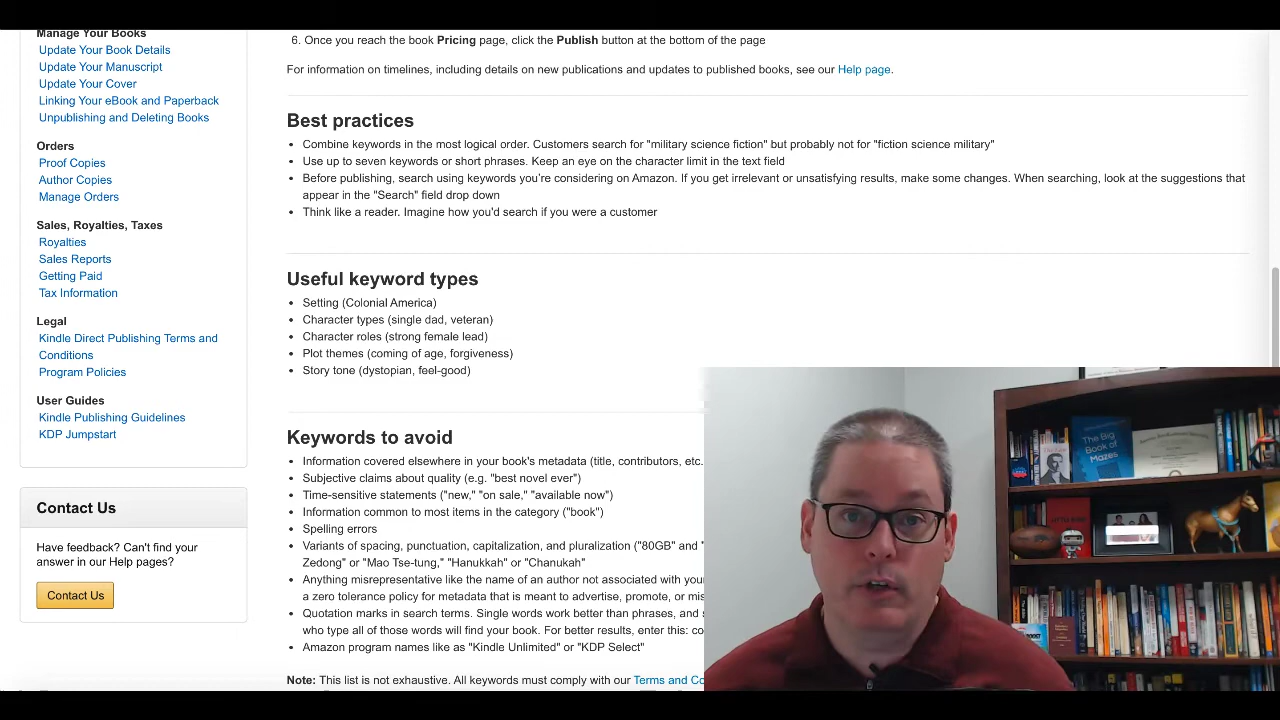 Manage Your Books
Update Your Book Details
Update Your Manuscript
Update Your Cover
Linking Your eBook and Paperback
Unpublishing and Deleting Books
Orders
Proof Copies
Author Copies
Manage Orders
Sales, Royalties, Taxes
Royalties
Sales Reports
Getting Paid
Tax Information
Legal
Kindle Direct Publishing Terms and
Conditions
Program Policies
User Guides
Kindle Publishing Guidelines
KDP Jumpstart
Contact Us
Have feedback? Can't find your
answer in our Help pages?
Contact Us
6. Once you reach the book Pricing page, click the Publish button at the bottom of the page
For information on timelines, including details on new publications and updates to published books, see our Help page.
Best practices
• Combine keywords in the most logical order. Customers search for "military science fiction" but probably not for "fiction science military"
• Use up to seven keywords or short phrases. Keep an eye on the character limit in the text field
• Before publishing, search using keywords you're considering on Amazon. If you get irrelevant or unsatisfying results, make some changes. When searching, look at the suggestions that
appear in the "Search" field drop down
• Think like a reader. Imagine how you'd search if you were a customer
Useful keyword types
• Setting (Colonial America)
• Character types (single dad, veteran)
• Character roles (strong female lead)
• Plot themes (coming of age, forgiveness)
• Story tone (dystopian, feel-good)
Keywords to avoid
• Information covered elsewhere in your book's metadata (title, contributors, etc.
• Subjective claims about quality (e.g. "best novel ever")
• Time-sensitive statements ("new," "on sale," "available now")
• Information common to most items in the category ("book")
• Spelling errors
• Variants of spacing, punctuation, capitalization, and pluralization ("80GB" and "
Zedong" or "Mao Tse-tung," "Hanukkah" or "Chanukah"
• Anything misrepresentative like the name of an author not associated with your
a zero tolerance policy for metadata that is meant to advertise, promote, or mis
• Quotation marks in search terms. Single words work better than phrases, and s
who type all of those words will find your book. For better results, enter this: co
• Amazon program names like as "Kindle Unlimited" or "KDP Select"
Note: This list is not exhaustive. All keywords must comply with our Terms and Co
The Big
Book of
Mazes